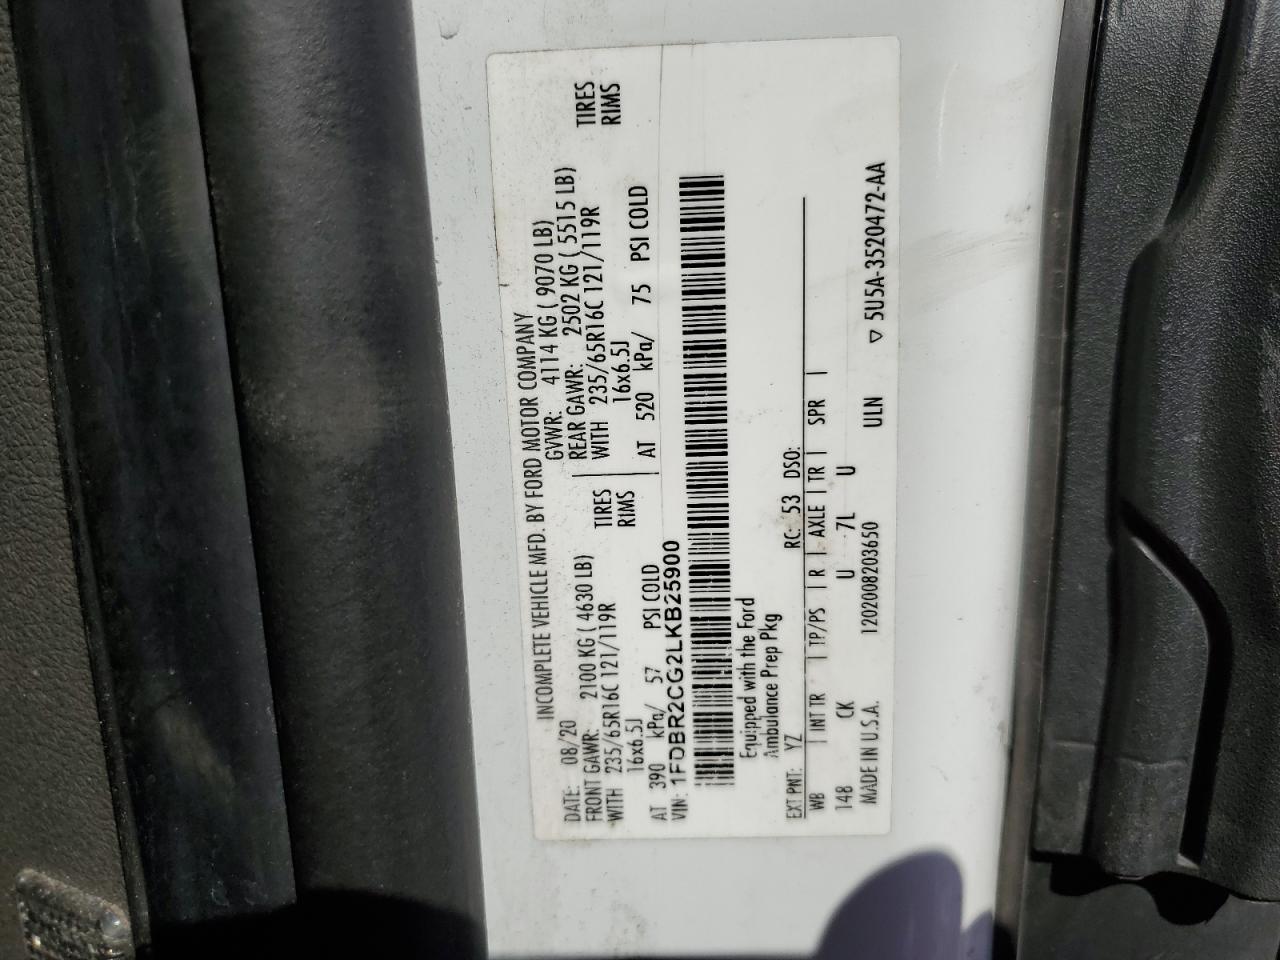 INCOMPLETE VEHICLE MFD. BY FORD MOTOR COMPANY
DATE: 08/20 GVWR: 4114 KG ( 9070 LB)
FRONT GAWR: 2100 KG ( 4630 LB) REAR GAWR: 2502 KG ( 5515 LB)
WITH 235/65R16C 121/119R TIRES WITH 235/65R16C 121/119R TIRES
16x6.5J RIMS 16x6.5J RIMS
AT 390 kPa/ 57 PSI COLD AT 520 kPa/ 75 PSI COLD
VIN: 1FDBR2CG2LKB25900
Equipped with the Ford
Ambulance Prep Pkg
EXT PNT: YZ RC: 53 DSO:
WB | INT TR | TP/PS | R | AXLE | TR | SPR |
148 CK U 7L U
MADE IN U.S.A. 1202008203650 ULN ▽ 5U5A-3520472-AA